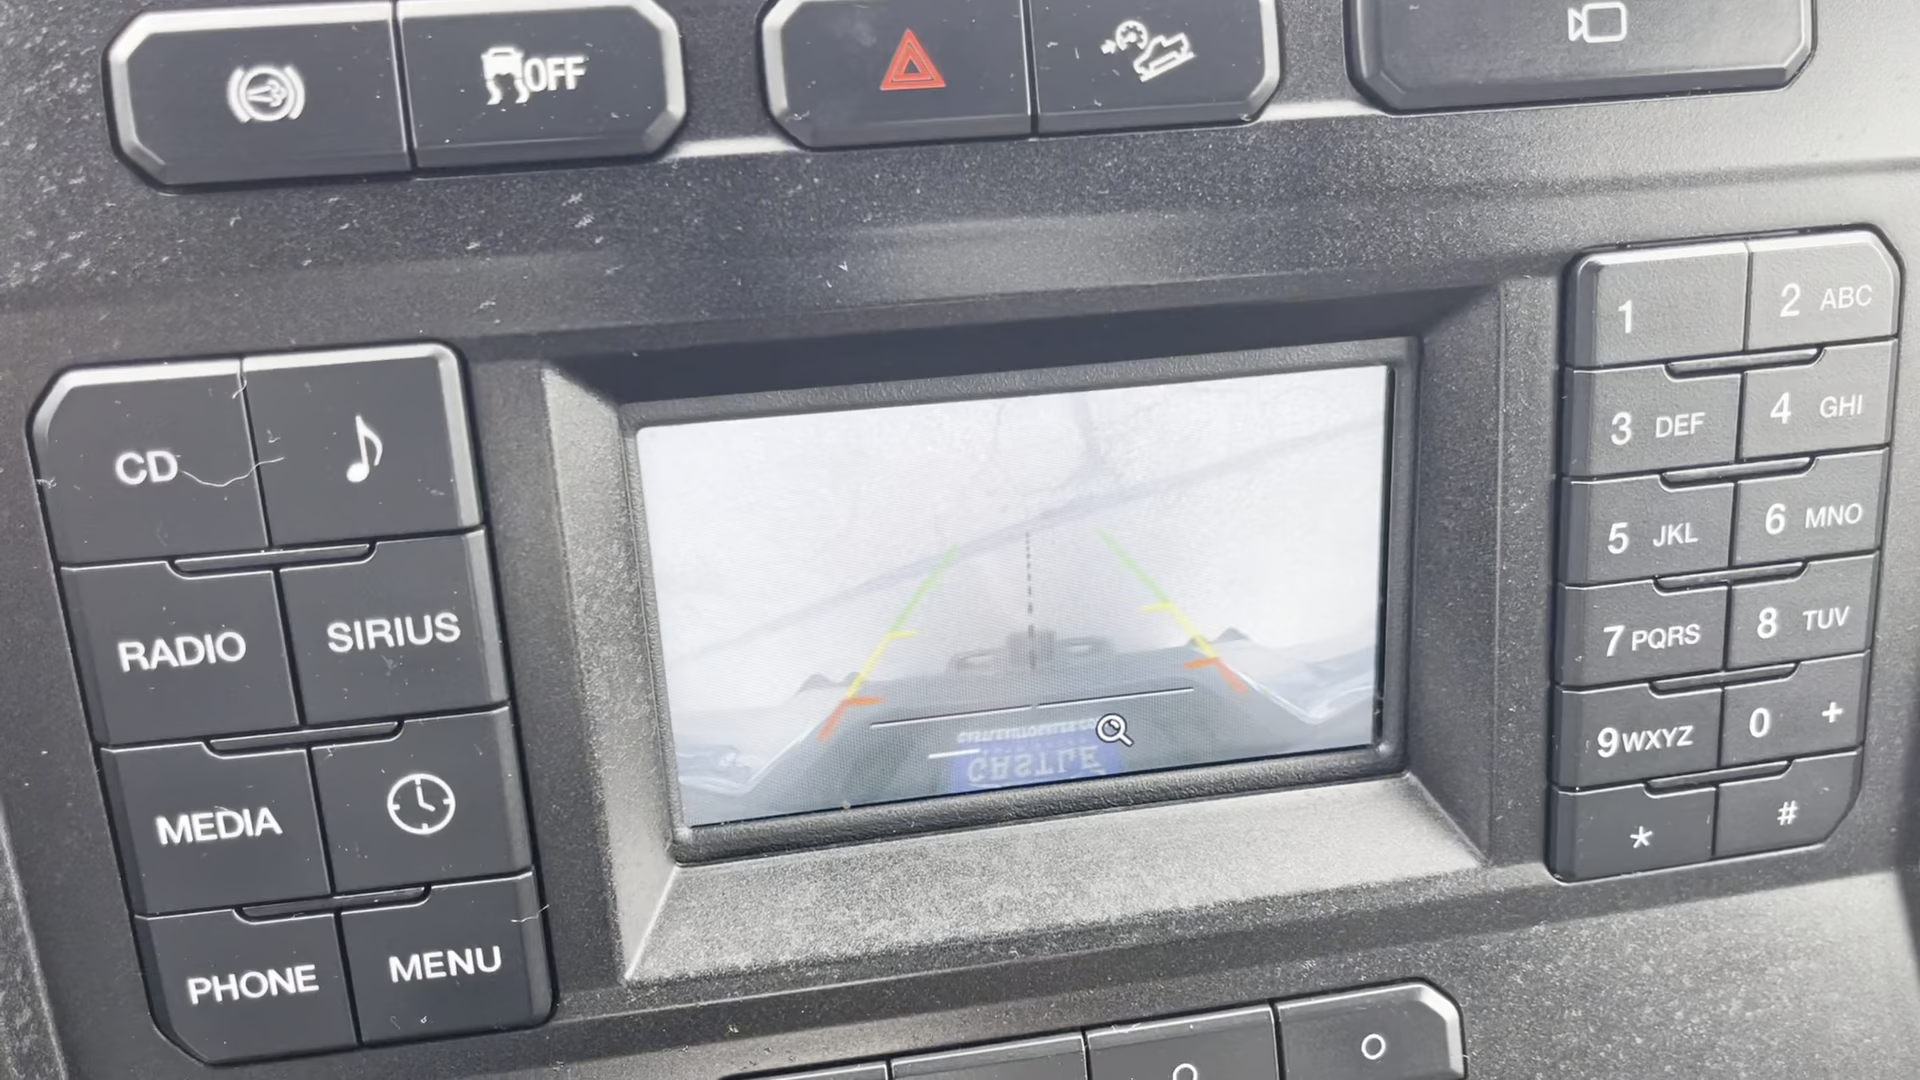 OFF
CD
RADIO
SIRIUS
MEDIA
PHONE
MENU
CASTLE
1
2 ABC
3 DEF
4 GHI
5 JKL
6 MNO
7 PQRS
8 TUV
9 WXYZ
0 +
*
#